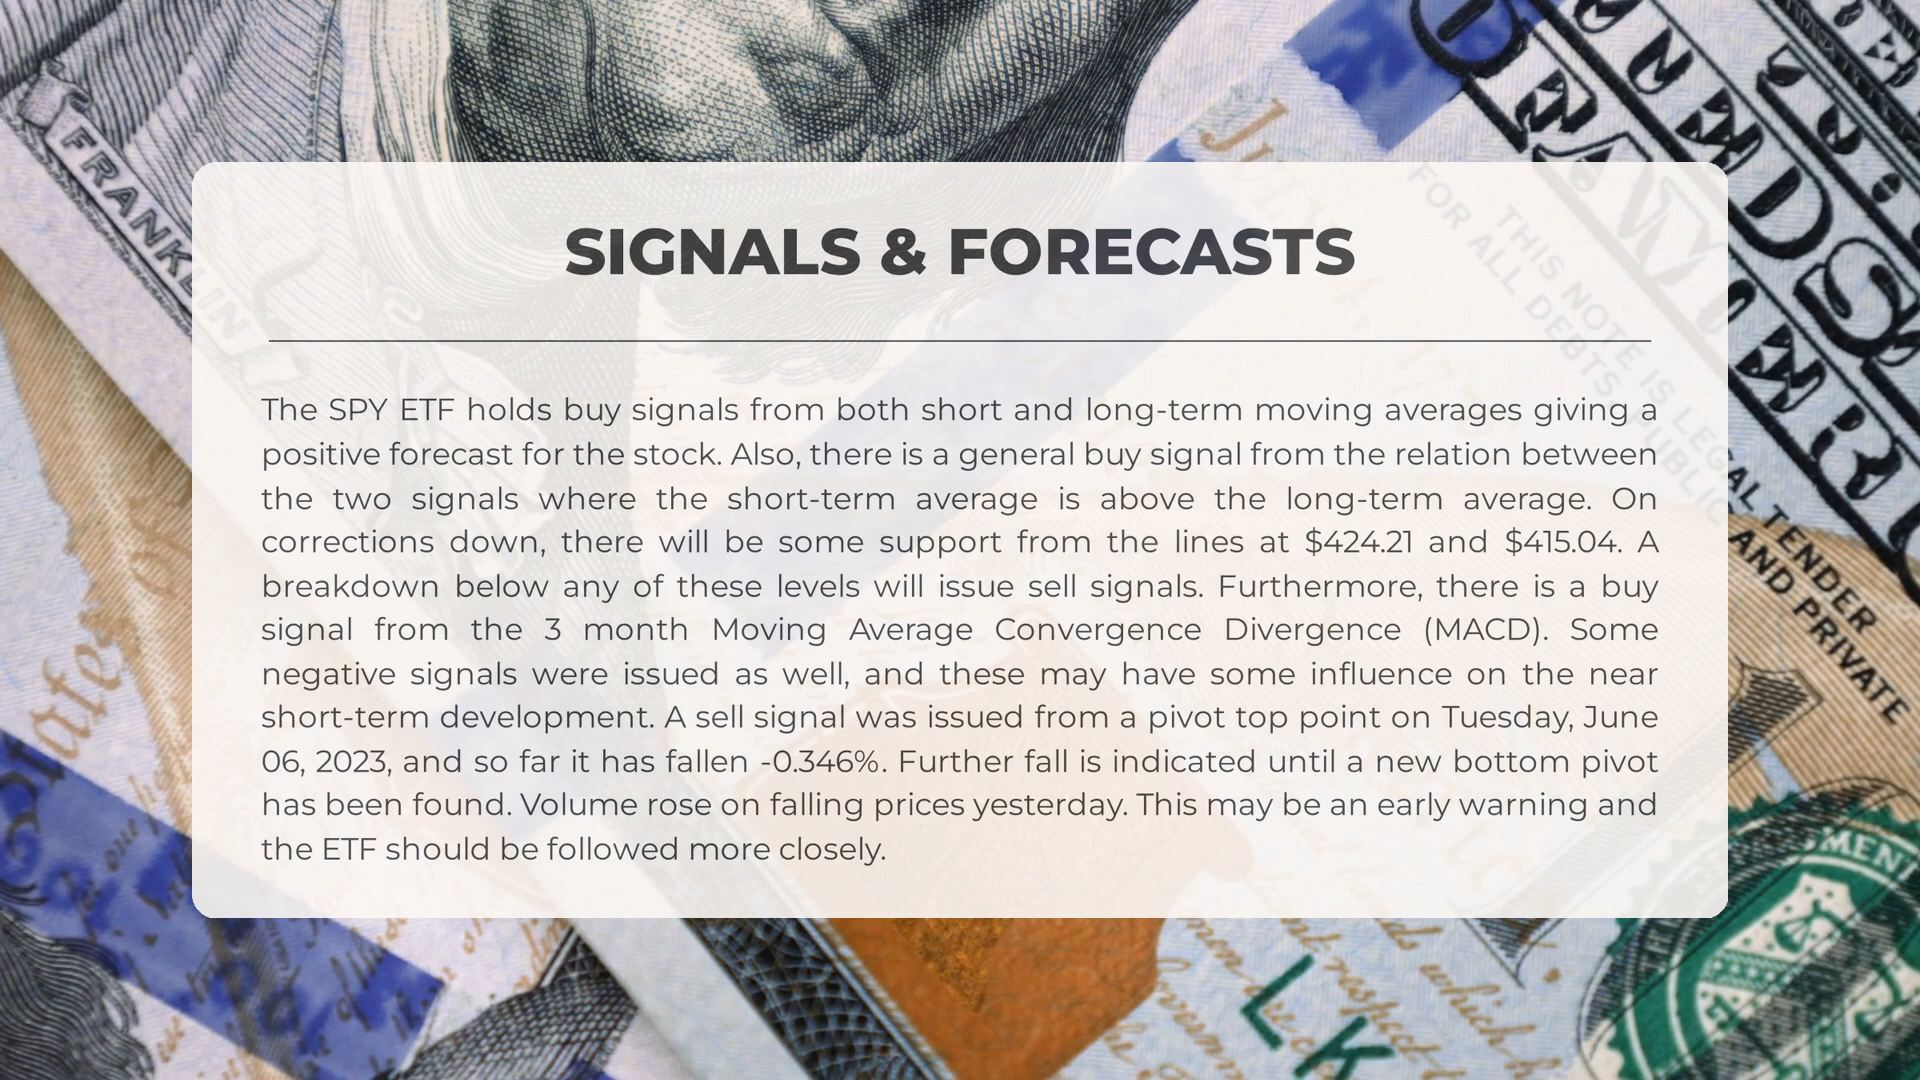 SIGNALS & FORECASTS
The SPY ETF holds buy signals from both short and long-term moving averages giving a
positive forecast for the stock. Also, there is a general buy signal from the relation between
the two signals where the short-term average is above the long-term average. On
corrections down, there will be some support from the lines at $424.21 and $415.04. A
breakdown below any of these levels will issue sell signals. Furthermore, there is a buy
signal from the 3 month Moving Average Convergence Divergence (MACD). Some
negative signals were issued as well, and these may have some influence on the near
short-term development. A sell signal was issued from a pivot top point on Tuesday, June
06, 2023, and so far it has fallen -0.346%. Further fall is indicated until a new bottom pivot
has been found. Volume rose on falling prices yesterday. This may be an early warning and
the ETF should be followed more closely.
FRANKLIN
JULY 4, 177
THIS NOTE IS LEGAL TENDER
FOR ALL DEBTS, PUBLIC AND PRIVATE
LK